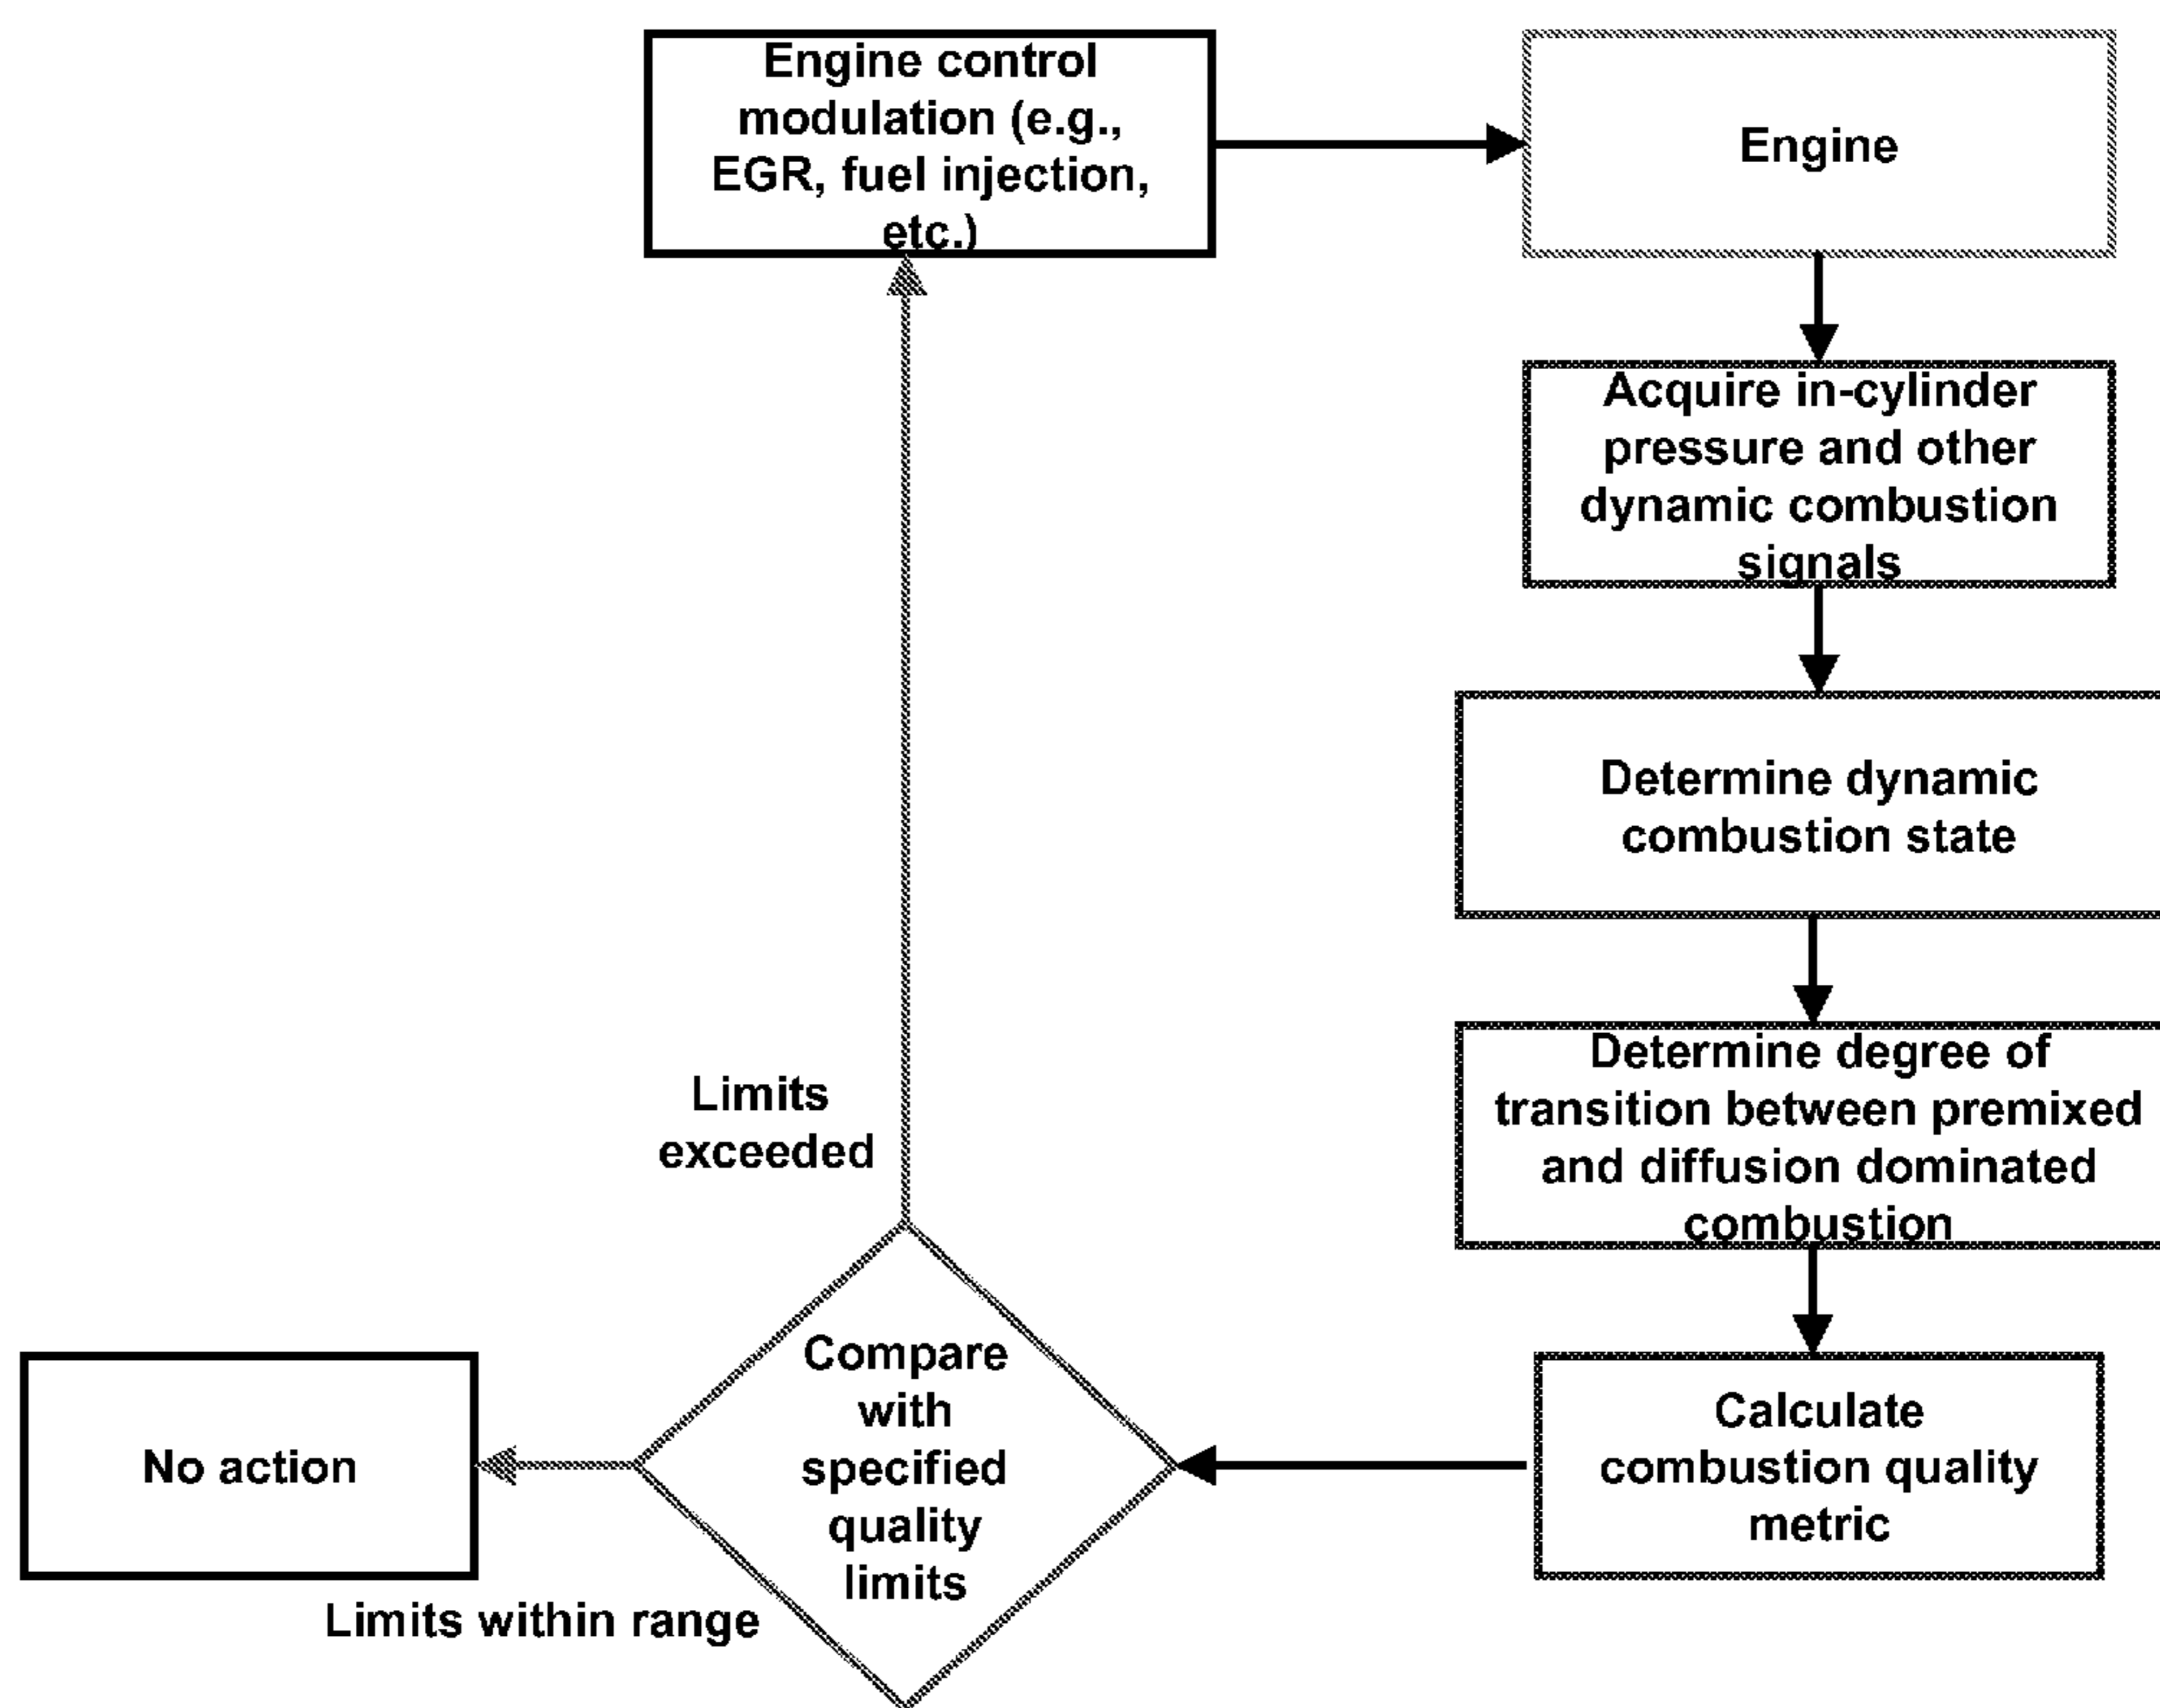 Engine control
modulation (e.g.,
EGR, fuel injection,
etc.)
Engine
Acquire in-cylinder
pressure and other
dynamic combustion
signals
Determine dynamic
combustion state
Determine degree of
transition between premixed
and diffusion dominated
combustion
Calculate
combustion quality
metric
Compare
with
specified
quality
limits
Limits
exceeded
No action
Limits within range